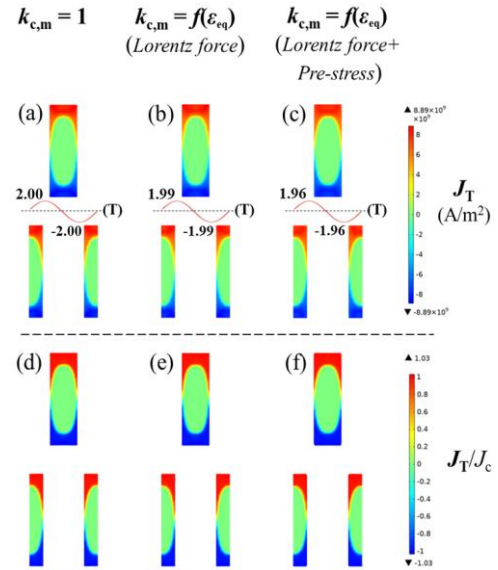 k_c,m = 1 k_c,m = f(ε_eq) k_c,m = f(ε_eq)
(Lorentz force) (Lorentz force+
Pre-stress)
(a) (b) (c)
▲ 8.89×10⁹
×10⁹
8
6
4
2
0
-2
-4
-6
-8
▼ -8.89×10⁹
J_T
(A/m²)
2.00 (T) 1.99 (T) 1.96 (T)
-2.00 -1.99 -1.96
(d) (e) (f)
▲ 1.03
1
0.8
0.6
0.4
0.2
0
-0.2
-0.4
-0.6
-0.8
-1
▼ -1.03
J_T/J_c